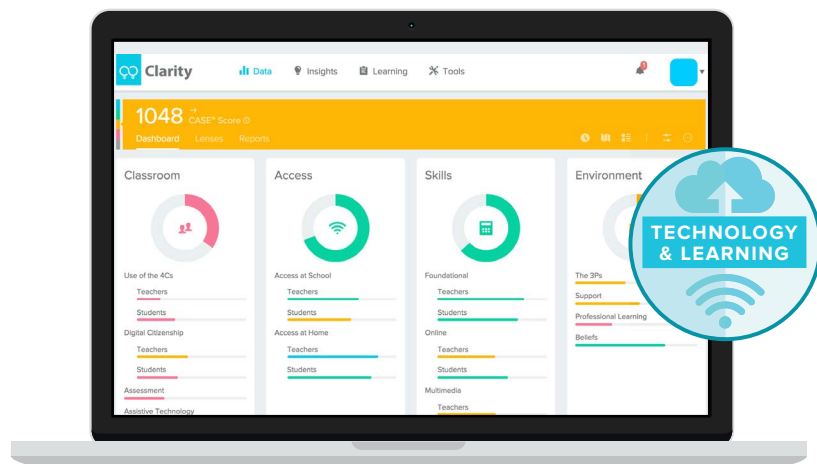 Clarity
Data
Insights
Learning
Tools
1048 → CASE® Score
Dashboard Lenses Reports
Classroom
Use of the 4Cs
Teachers
Students
Digital Citizenship
Teachers
Students
Assessment
Assistive Technology
Access
Access at School
Teachers
Students
Access at Home
Teachers
Students
Skills
Foundational
Teachers
Students
Online
Teachers
Students
Multimedia
Teachers
Environment
The 3Ps
Support
Professional Learning
Beliefs
TECHNOLOGY
& LEARNING